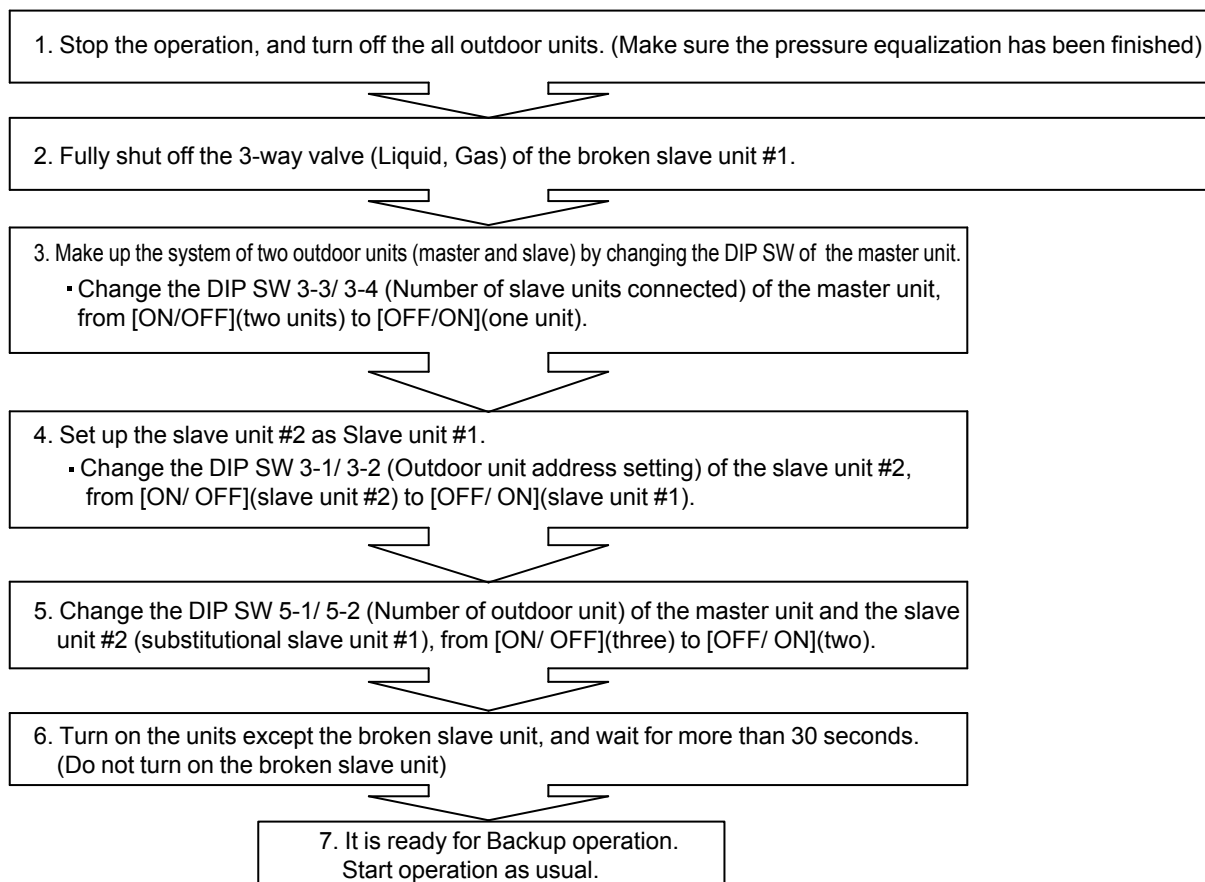 1. Stop the operation, and turn off the all outdoor units. (Make sure the pressure equalization has been finished)
2. Fully shut off the 3-way valve (Liquid, Gas) of the broken slave unit #1.
3. Make up the system of two outdoor units (master and slave) by changing the DIP SW of the master unit.
▪ Change the DIP SW 3-3/ 3-4 (Number of slave units connected) of the master unit,
from [ON/OFF](two units) to [OFF/ON](one unit).
4. Set up the slave unit #2 as Slave unit #1.
▪ Change the DIP SW 3-1/ 3-2 (Outdoor unit address setting) of the slave unit #2,
from [ON/ OFF](slave unit #2) to [OFF/ ON](slave unit #1).
5. Change the DIP SW 5-1/ 5-2 (Number of outdoor unit) of the master unit and the slave
unit #2 (substitutional slave unit #1), from [ON/ OFF](three) to [OFF/ ON](two).
6. Turn on the units except the broken slave unit, and wait for more than 30 seconds.
(Do not turn on the broken slave unit)
7. It is ready for Backup operation.
Start operation as usual.